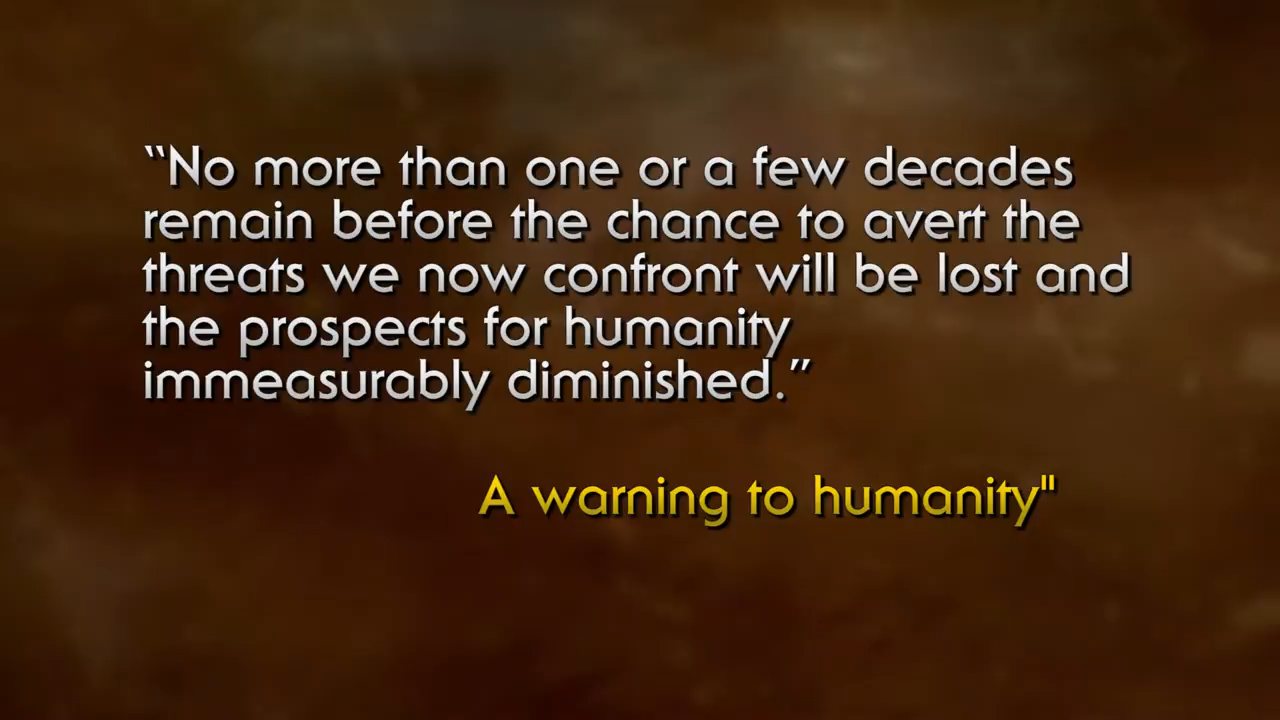 “No more than one or a few decades
remain before the chance to avert the
threats we now confront will be lost and
the prospects for humanity
immeasurably diminished.”
A warning to humanity"